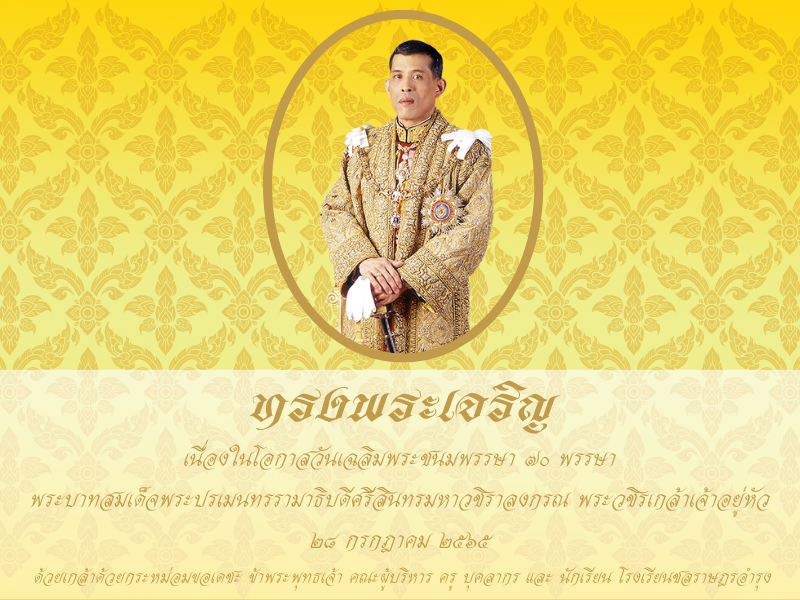 ทรงพระเจริญ
เนื่องในโอกาสวันเฉลิมพระชนมพรรษา ๗๐ พรรษา
พระบาทสมเด็จพระปรเมนทรรามาธิบดีศรีสินทรมหาวชิราลงกรณ พระวชิรเกล้าเจ้าอยู่หัว
๒๘ กรกฎาคม ๒๕๖๕
ด้วยเกล้าด้วยกระหม่อมขอเดชะ ข้าพระพุทธเจ้า คณะผู้บริหาร ครู บุคลากร และ นักเรียน โรงเรียนชลราษฎรอำรุง